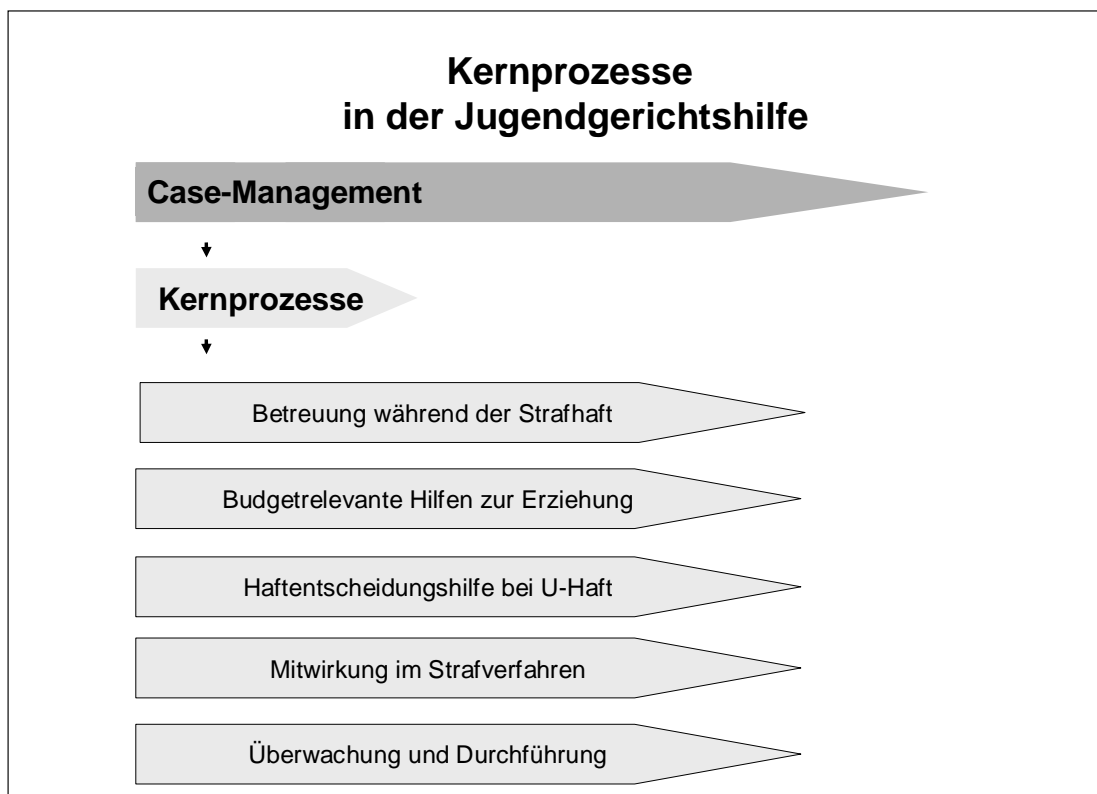 Kernprozesse
in der Jugendgerichtshilfe
Case-Management
Kernprozesse
Betreuung während der Strafhaft
Budgetrelevante Hilfen zur Erziehung
Haftentscheidungshilfe bei U-Haft
Mitwirkung im Strafverfahren
Überwachung und Durchführung